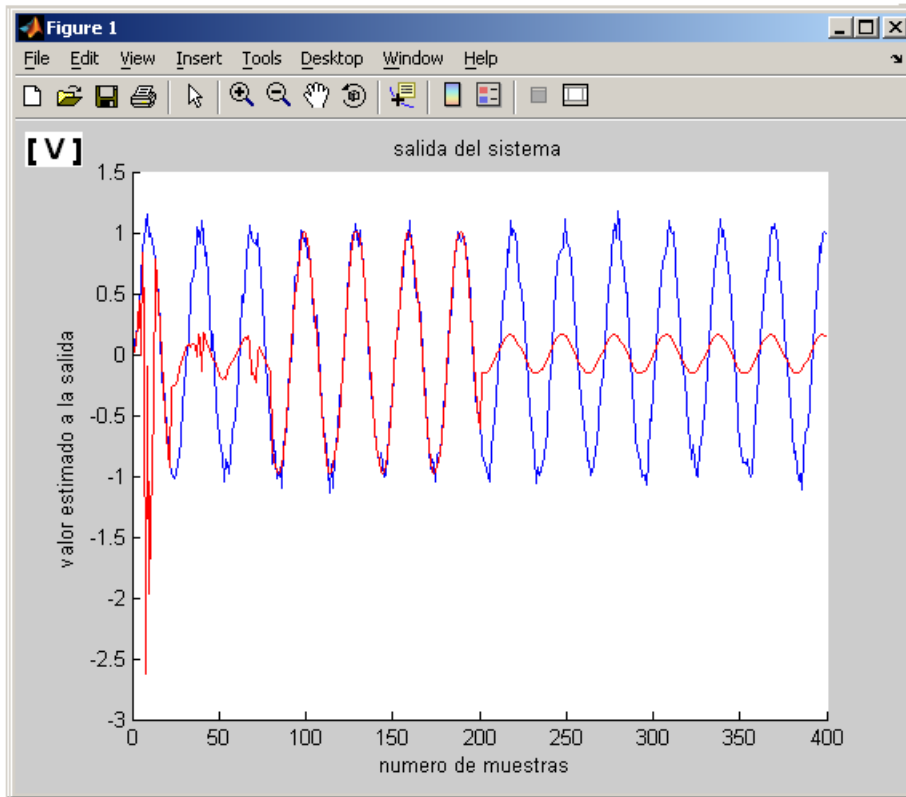 Figure 1
File Edit View Insert Tools Desktop Window Help
[ V ]
salida del sistema
1.5
1
0.5
0
-0.5
-1
-1.5
-2
-2.5
-3
valor estimado a la salida
0 50 100 150 200 250 300 350 400
numero de muestras